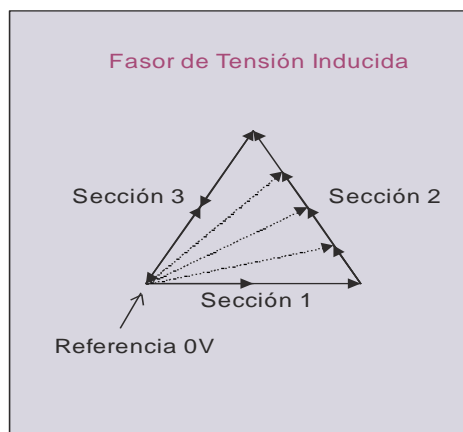 Fasor de Tensión Inducida
Sección 3
Sección 2
Sección 1
Referencia 0V